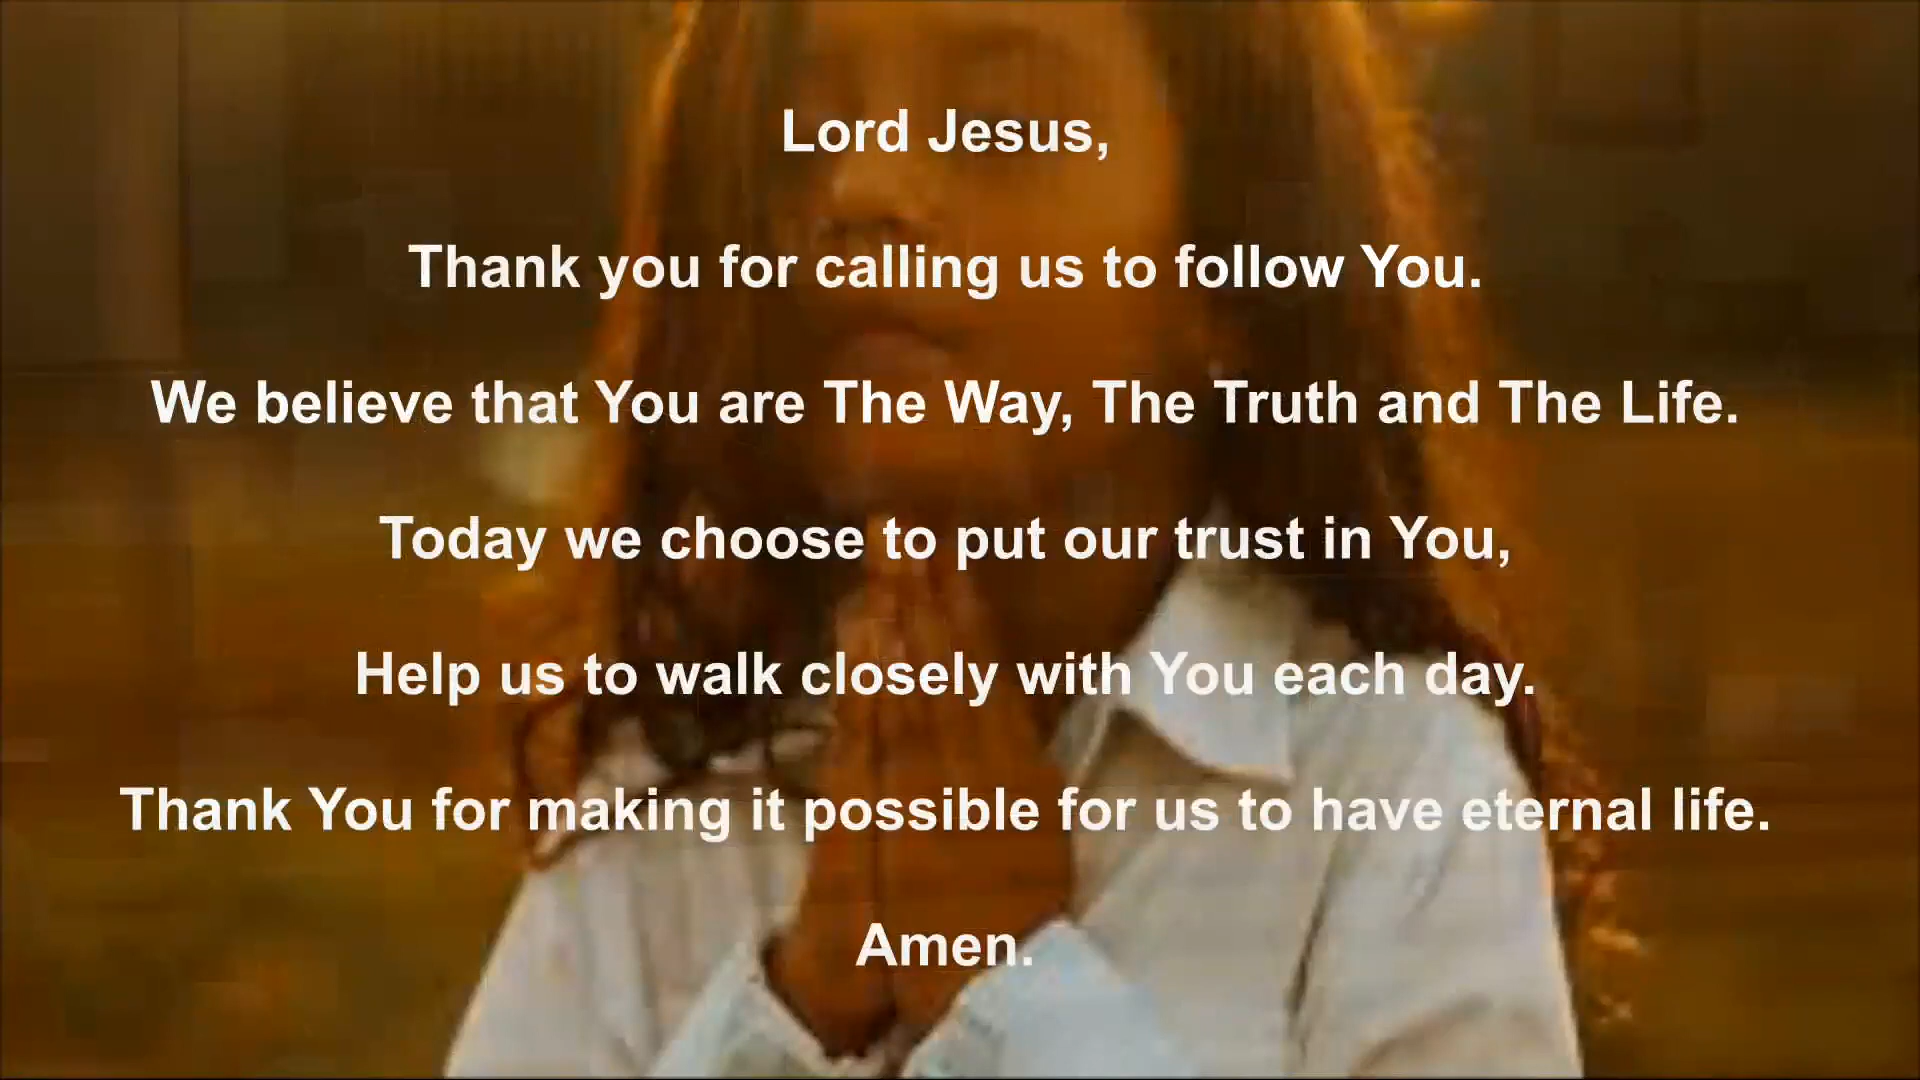 Lord Jesus,
Thank you for calling us to follow You.
We believe that You are The Way, The Truth and The Life.
Today we choose to put our trust in You,
Help us to walk closely with You each day.
Thank You for making it possible for us to have eternal life.
Amen.